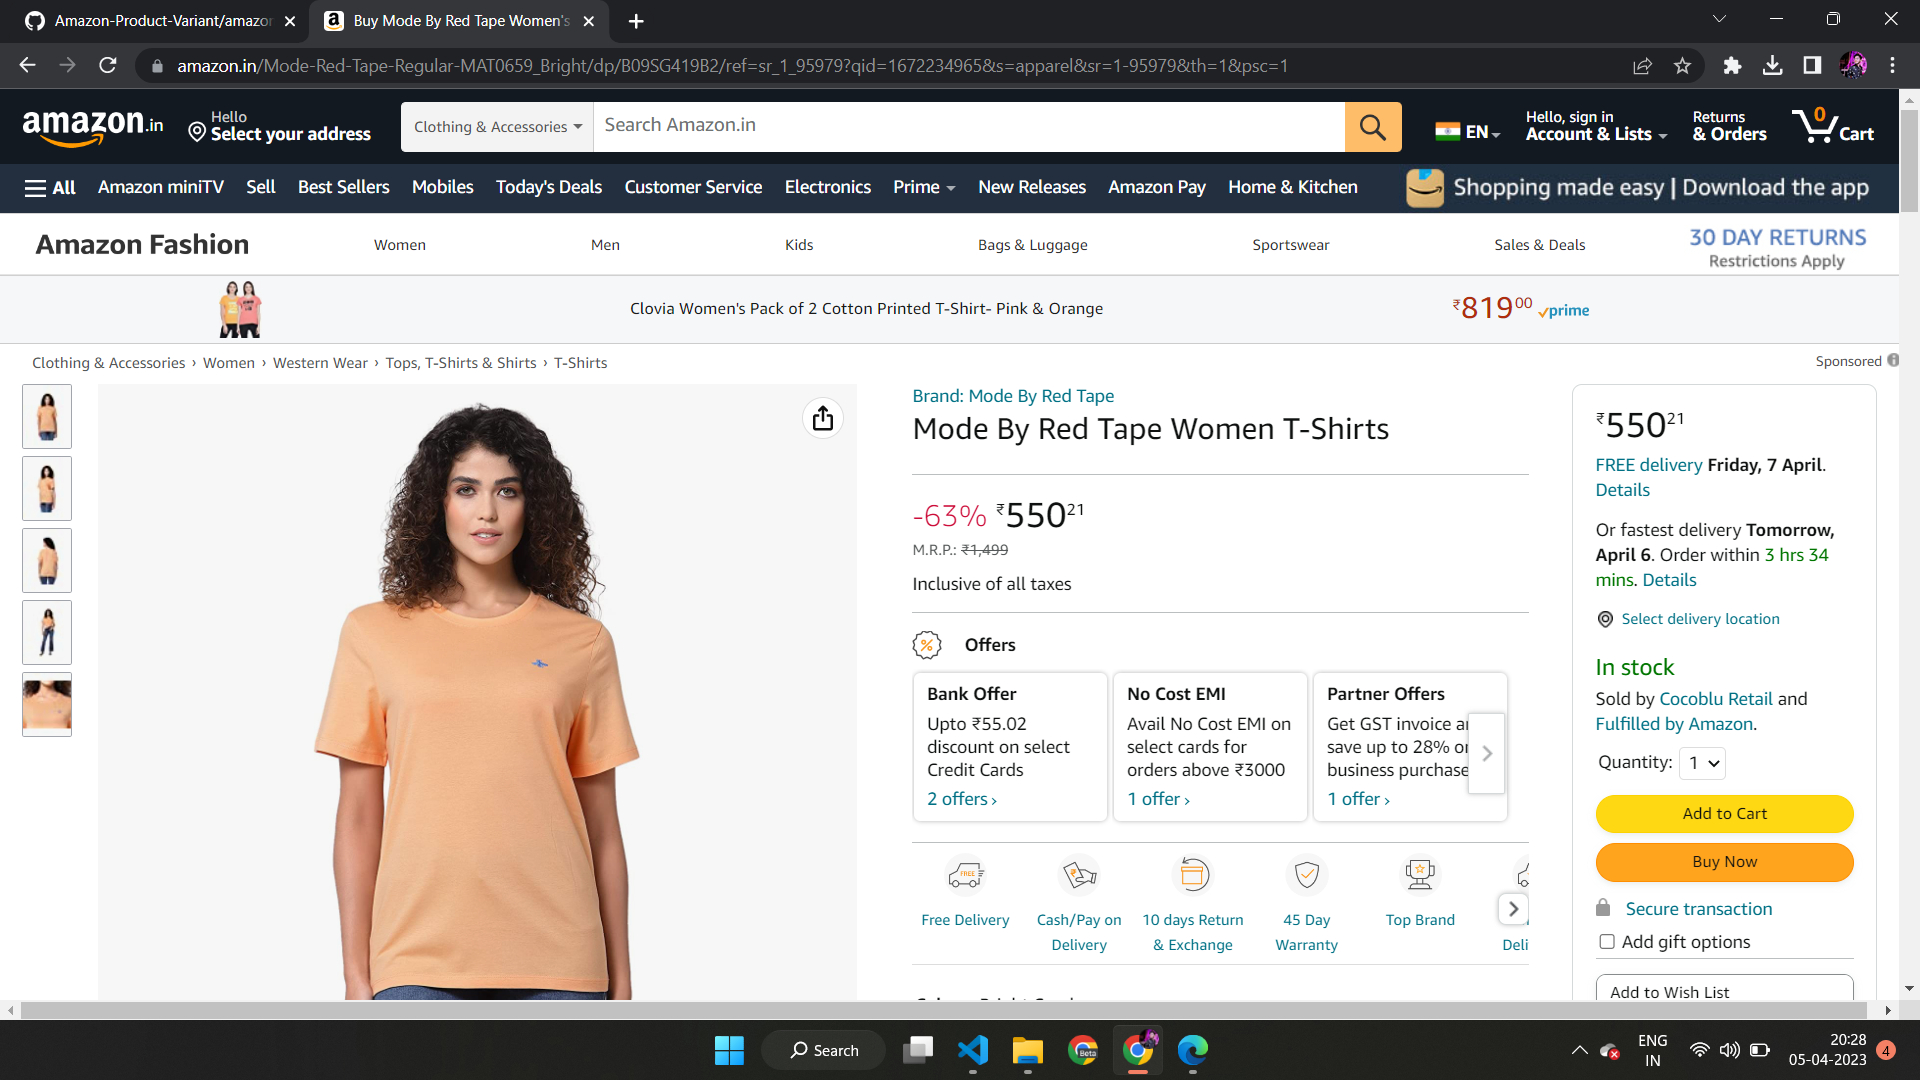 Amazon-Product-Variant/amazon
Buy Mode By Red Tape Women's
amazon.in/Mode-Red-Tape-Regular-MAT0659_Bright/dp/B09SG419B2/ref=sr_1_95979?qid=1672234965&s=apparel&sr=1-95979&th=1&psc=1
amazon.in
Hello
Select your address
Clothing & Accessories
Search Amazon.in
EN
Hello, sign in
Account & Lists
Returns
& Orders
0
Cart
All
Amazon miniTV
Sell
Best Sellers
Mobiles
Today's Deals
Customer Service
Electronics
Prime
New Releases
Amazon Pay
Home & Kitchen
Shopping made easy | Download the app
Amazon Fashion
Women
Men
Kids
Bags & Luggage
Sportswear
Sales & Deals
30 DAY RETURNS
Restrictions Apply
Clovia Women's Pack of 2 Cotton Printed T-Shirt- Pink & Orange
₹81900 prime
Clothing & Accessories › Women › Western Wear › Tops, T-Shirts & Shirts › T-Shirts
Sponsored
Brand: Mode By Red Tape
Mode By Red Tape Women T-Shirts
-63% ₹55021
M.R.P.: ₹1,499
Inclusive of all taxes
Offers
Bank Offer
Upto ₹55.02
discount on select
Credit Cards
2 offers ›
No Cost EMI
Avail No Cost EMI on
select cards for
orders above ₹3000
1 offer ›
Partner Offers
Get GST invoice a
save up to 28% o
business purchase
1 offer ›
FREE
Free Delivery
Cash/Pay on
Delivery
10 days Return
& Exchange
45 Day
Warranty
Top Brand
Deli
₹55021
FREE delivery Friday, 7 April.
Details
Or fastest delivery Tomorrow,
April 6. Order within 3 hrs 34
mins. Details
Select delivery location
In stock
Sold by Cocoblu Retail and
Fulfilled by Amazon.
Quantity: 1
Add to Cart
Buy Now
Secure transaction
Add gift options
Add to Wish List
Search
Beta
ENG
IN
20:28
05-04-2023
4